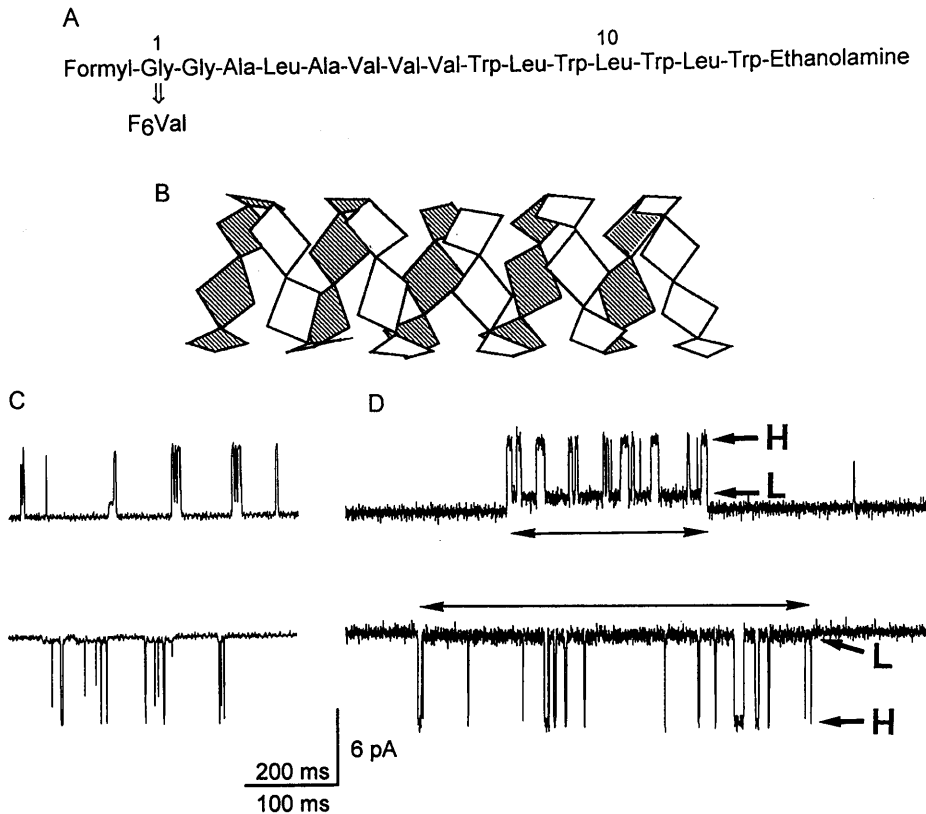 A
1
10
Formyl-Gly-Gly-Ala-Leu-Ala-Val-Val-Val-Trp-Leu-Trp-Leu-Trp-Leu-Trp-Ethanolamine
⇓
F6Val
B
C
D
H
L
L
H
6 pA
200 ms
100 ms